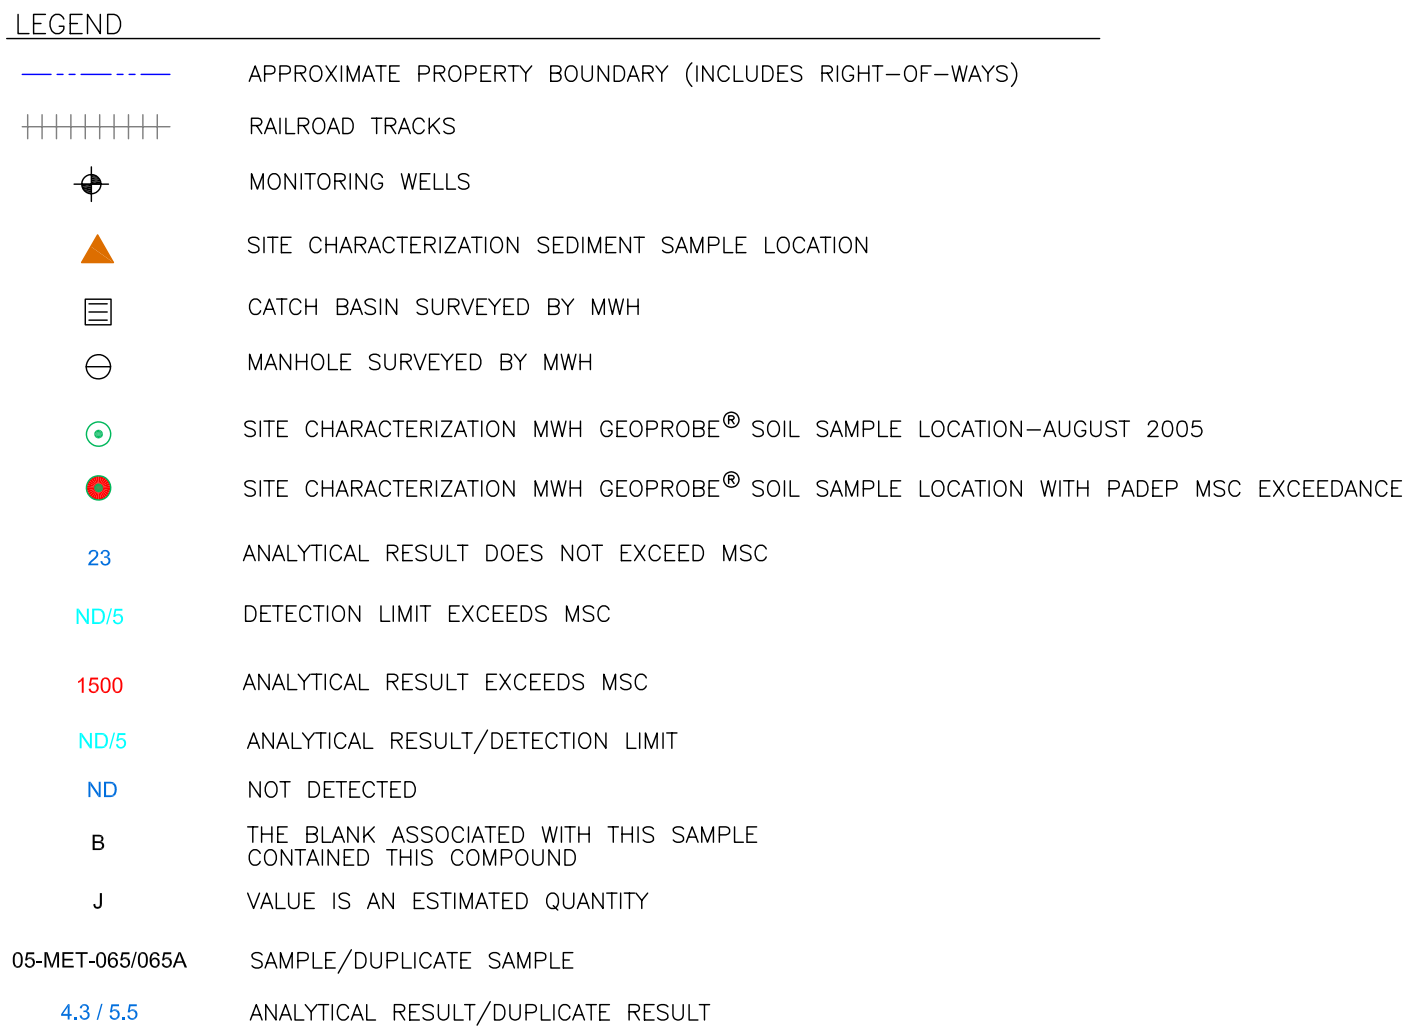 LEGEND
APPROXIMATE PROPERTY BOUNDARY (INCLUDES RIGHT-OF-WAYS)
RAILROAD TRACKS
MONITORING WELLS
SITE CHARACTERIZATION SEDIMENT SAMPLE LOCATION
CATCH BASIN SURVEYED BY MWH
MANHOLE SURVEYED BY MWH
SITE CHARACTERIZATION MWH GEOPROBE® SOIL SAMPLE LOCATION-AUGUST 2005
SITE CHARACTERIZATION MWH GEOPROBE® SOIL SAMPLE LOCATION WITH PADEP MSC EXCEEDANCE
23 ANALYTICAL RESULT DOES NOT EXCEED MSC
ND/5 DETECTION LIMIT EXCEEDS MSC
1500 ANALYTICAL RESULT EXCEEDS MSC
ND/5 ANALYTICAL RESULT/DETECTION LIMIT
ND NOT DETECTED
B THE BLANK ASSOCIATED WITH THIS SAMPLE
CONTAINED THIS COMPOUND
J VALUE IS AN ESTIMATED QUANTITY
05-MET-065/065A SAMPLE/DUPLICATE SAMPLE
4.3 / 5.5 ANALYTICAL RESULT/DUPLICATE RESULT